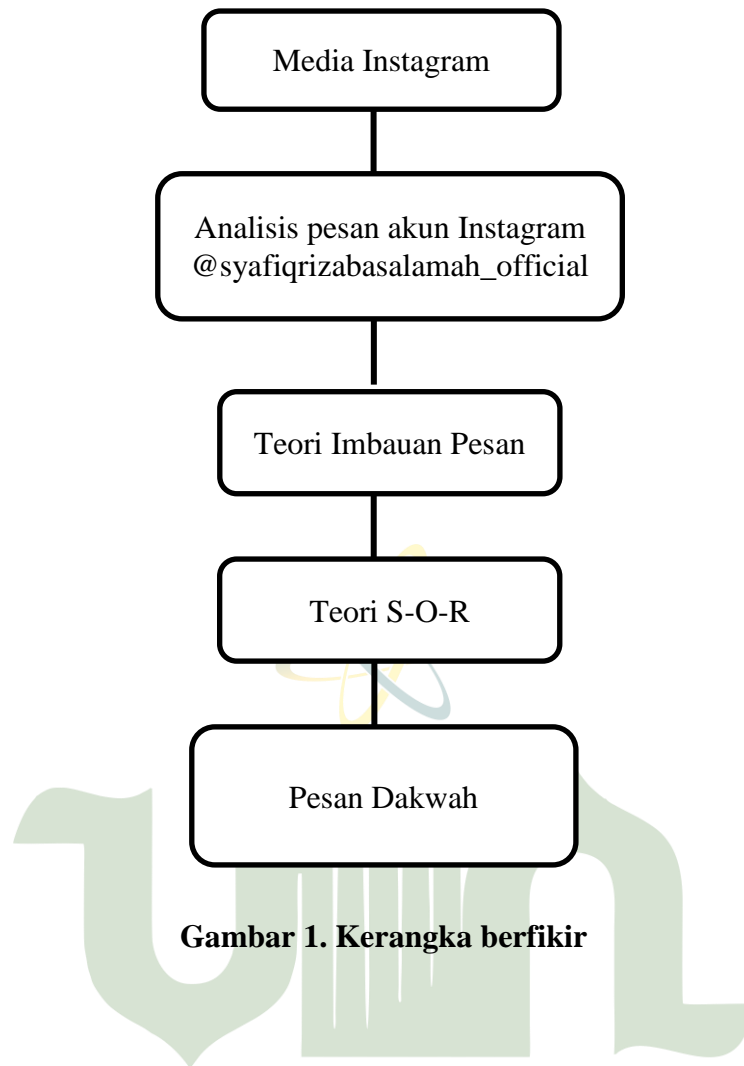 Media Instagram
Analisis pesan akun Instagram
@syafiqrizabasalamah_official
Teori Imbauan Pesan
Teori S-O-R
Pesan Dakwah
Gambar 1. Kerangka berfikir